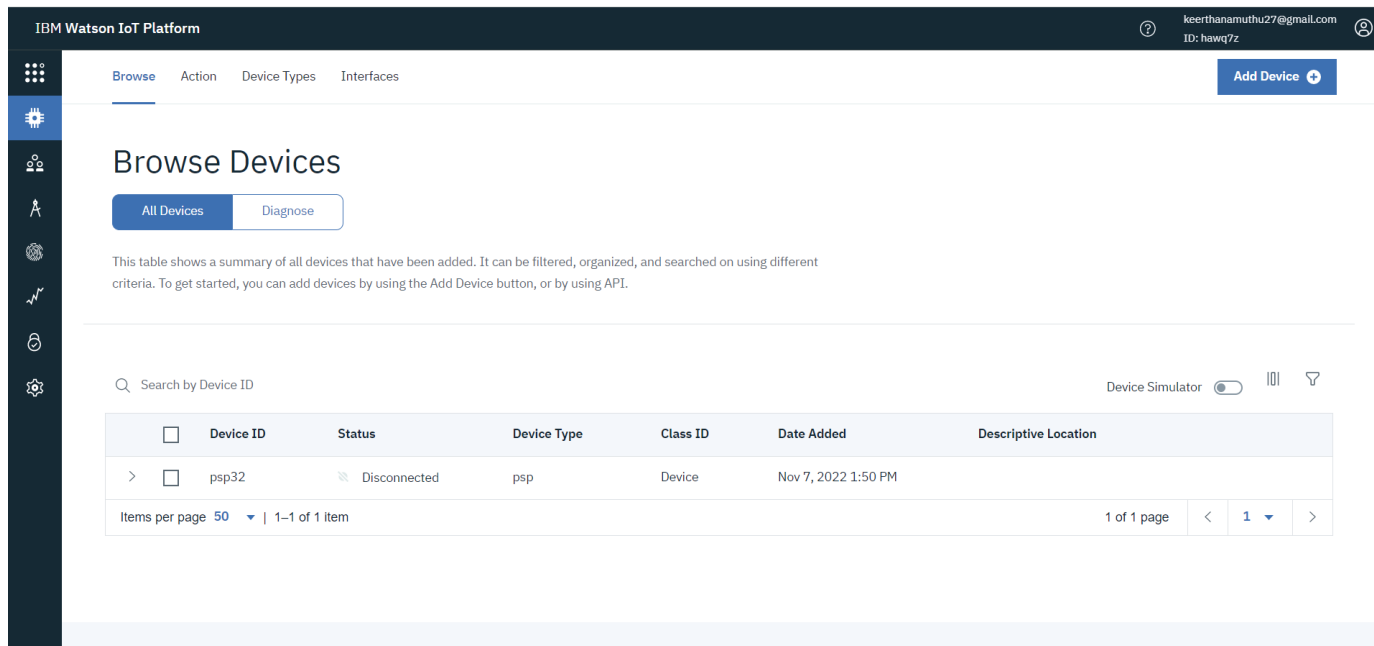 IBM Watson IoT Platform
keerthanamuthu27@gmail.com
ID: hawq7z
Browse Action Device Types Interfaces
Add Device
Browse Devices
All Devices Diagnose
This table shows a summary of all devices that have been added. It can be filtered, organized, and searched on using different
criteria. To get started, you can add devices by using the Add Device button, or by using API.
Search by Device ID
Device Simulator
Device ID Status Device Type Class ID Date Added Descriptive Location
psp32 Disconnected psp Device Nov 7, 2022 1:50 PM
Items per page 50 | 1–1 of 1 item 1 of 1 page < 1 >